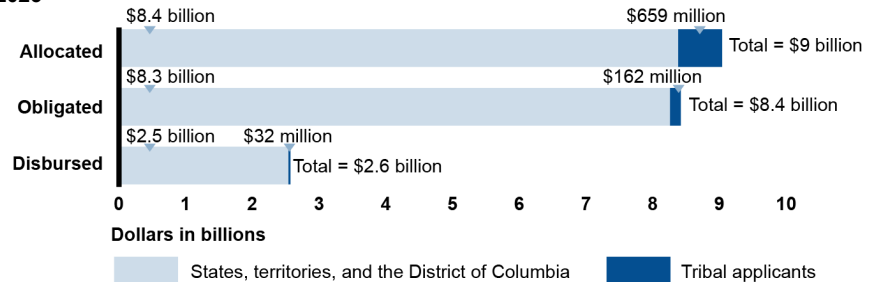 $8.4 billion $659 million
Allocated Total = $9 billion
$8.3 billion $162 million
Obligated Total = $8.4 billion
$2.5 billion $32 million
Disbursed Total = $2.6 billion
0 1 2 3 4 5 6 7 8 9 10
Dollars in billions
States, territories, and the District of Columbia Tribal applicants